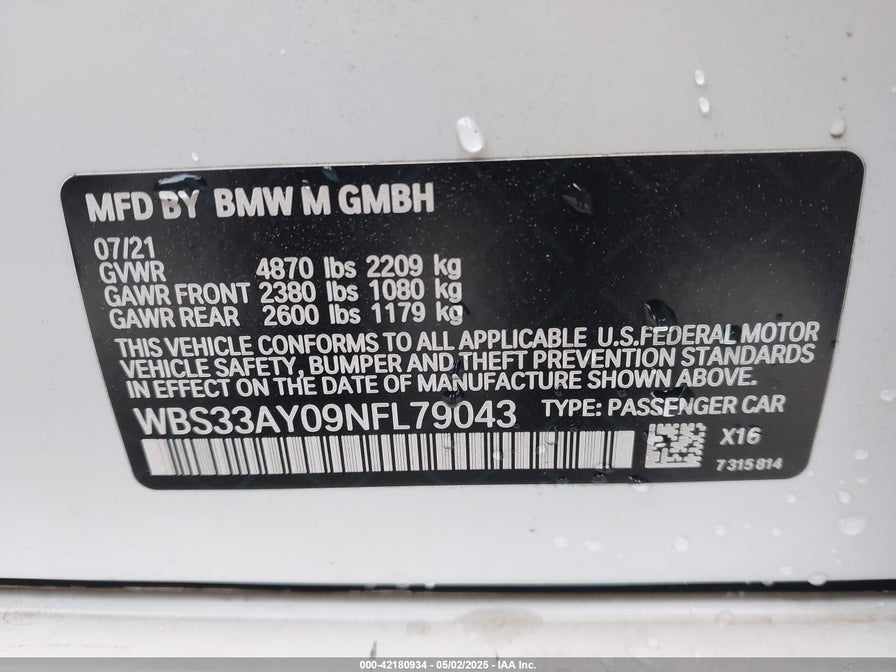 MFD BY BMW M GMBH
07/21
GVWR 4870 lbs 2209 kg
GAWR FRONT 2380 lbs 1080 kg
GAWR REAR 2600 lbs 1179 kg
THIS VEHICLE CONFORMS TO ALL APPLICABLE U.S.FEDERAL MOTOR
VEHICLE SAFETY, BUMPER AND THEFT PREVENTION STANDARDS
IN EFFECT ON THE DATE OF MANUFACTURE SHOWN ABOVE.
WBS33AY09NFL79043 TYPE: PASSENGER CAR
X16
7315814
000-42180934 - 05/02/2025 - IAA Inc.